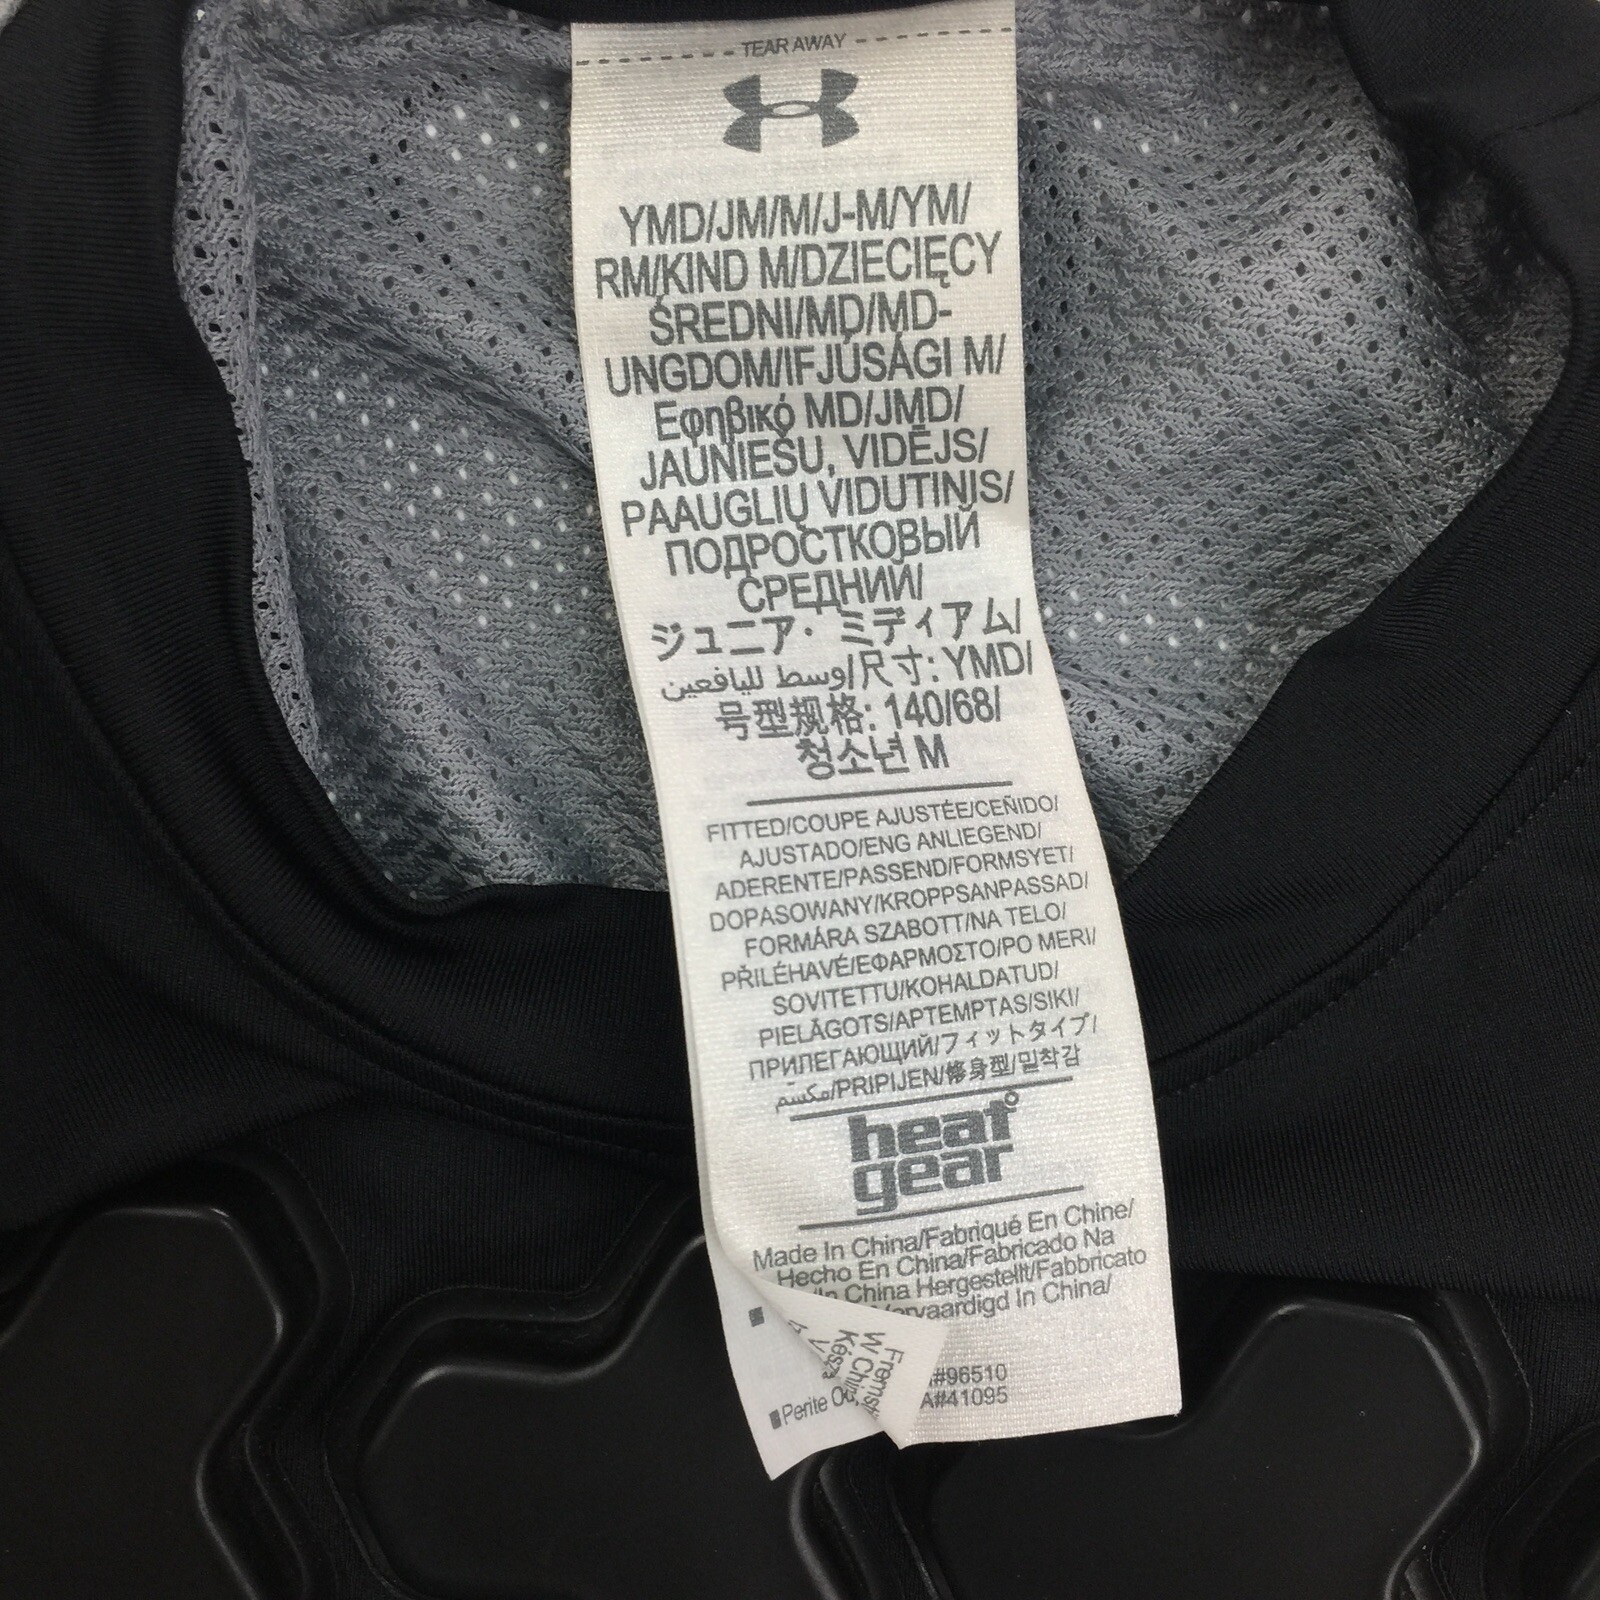 TEAR AWAY
YMD/JM/M/J-M/YM/
RM/KIND M/DZIECIĘCY
ŚREDNI/MD/MD-
UNGDOM/IFJÚSÁGI M/
Εφηβικό MD/JMD/
JAUNIEŠU, VIDĒJS/
PAAUGLIŲ VIDUTINIS/
ПОДРОСТКОВЫЙ
СРЕДНИЙ/
ジュニア・ミディアム/
وسط لليافعين/尺寸: YMD/
号型规格: 140/68/
청소년 M
FITTED/COUPE AJUSTÉE/CEÑIDO/
AJUSTADO/ENG ANLIEGEND/
ADERENTE/PASSEND/FORMSYET/
DOPASOWANY/KROPPSANPASSAD/
FORMÁRA SZABOTT/NA TELO/
PŘILÉHAVÉ/ΕΦΑΡΜΟΣΤΟ/PO MERI/
SOVITETTU/KOHALDATUD/
PIELĀGOTS/APTEMPTAS/SIKI/
ПРИЛЕГАЮЩИЙ/フィットタイプ/
مكسّم/PRIPIJEN/修身型/밀착감
heat
gear
Made In China/Fabriqué En Chine/
Hecho En China/Fabricado Na
/In China Hergestellt/Fabbricato
In China/
#96510
Perite
A#41095
W